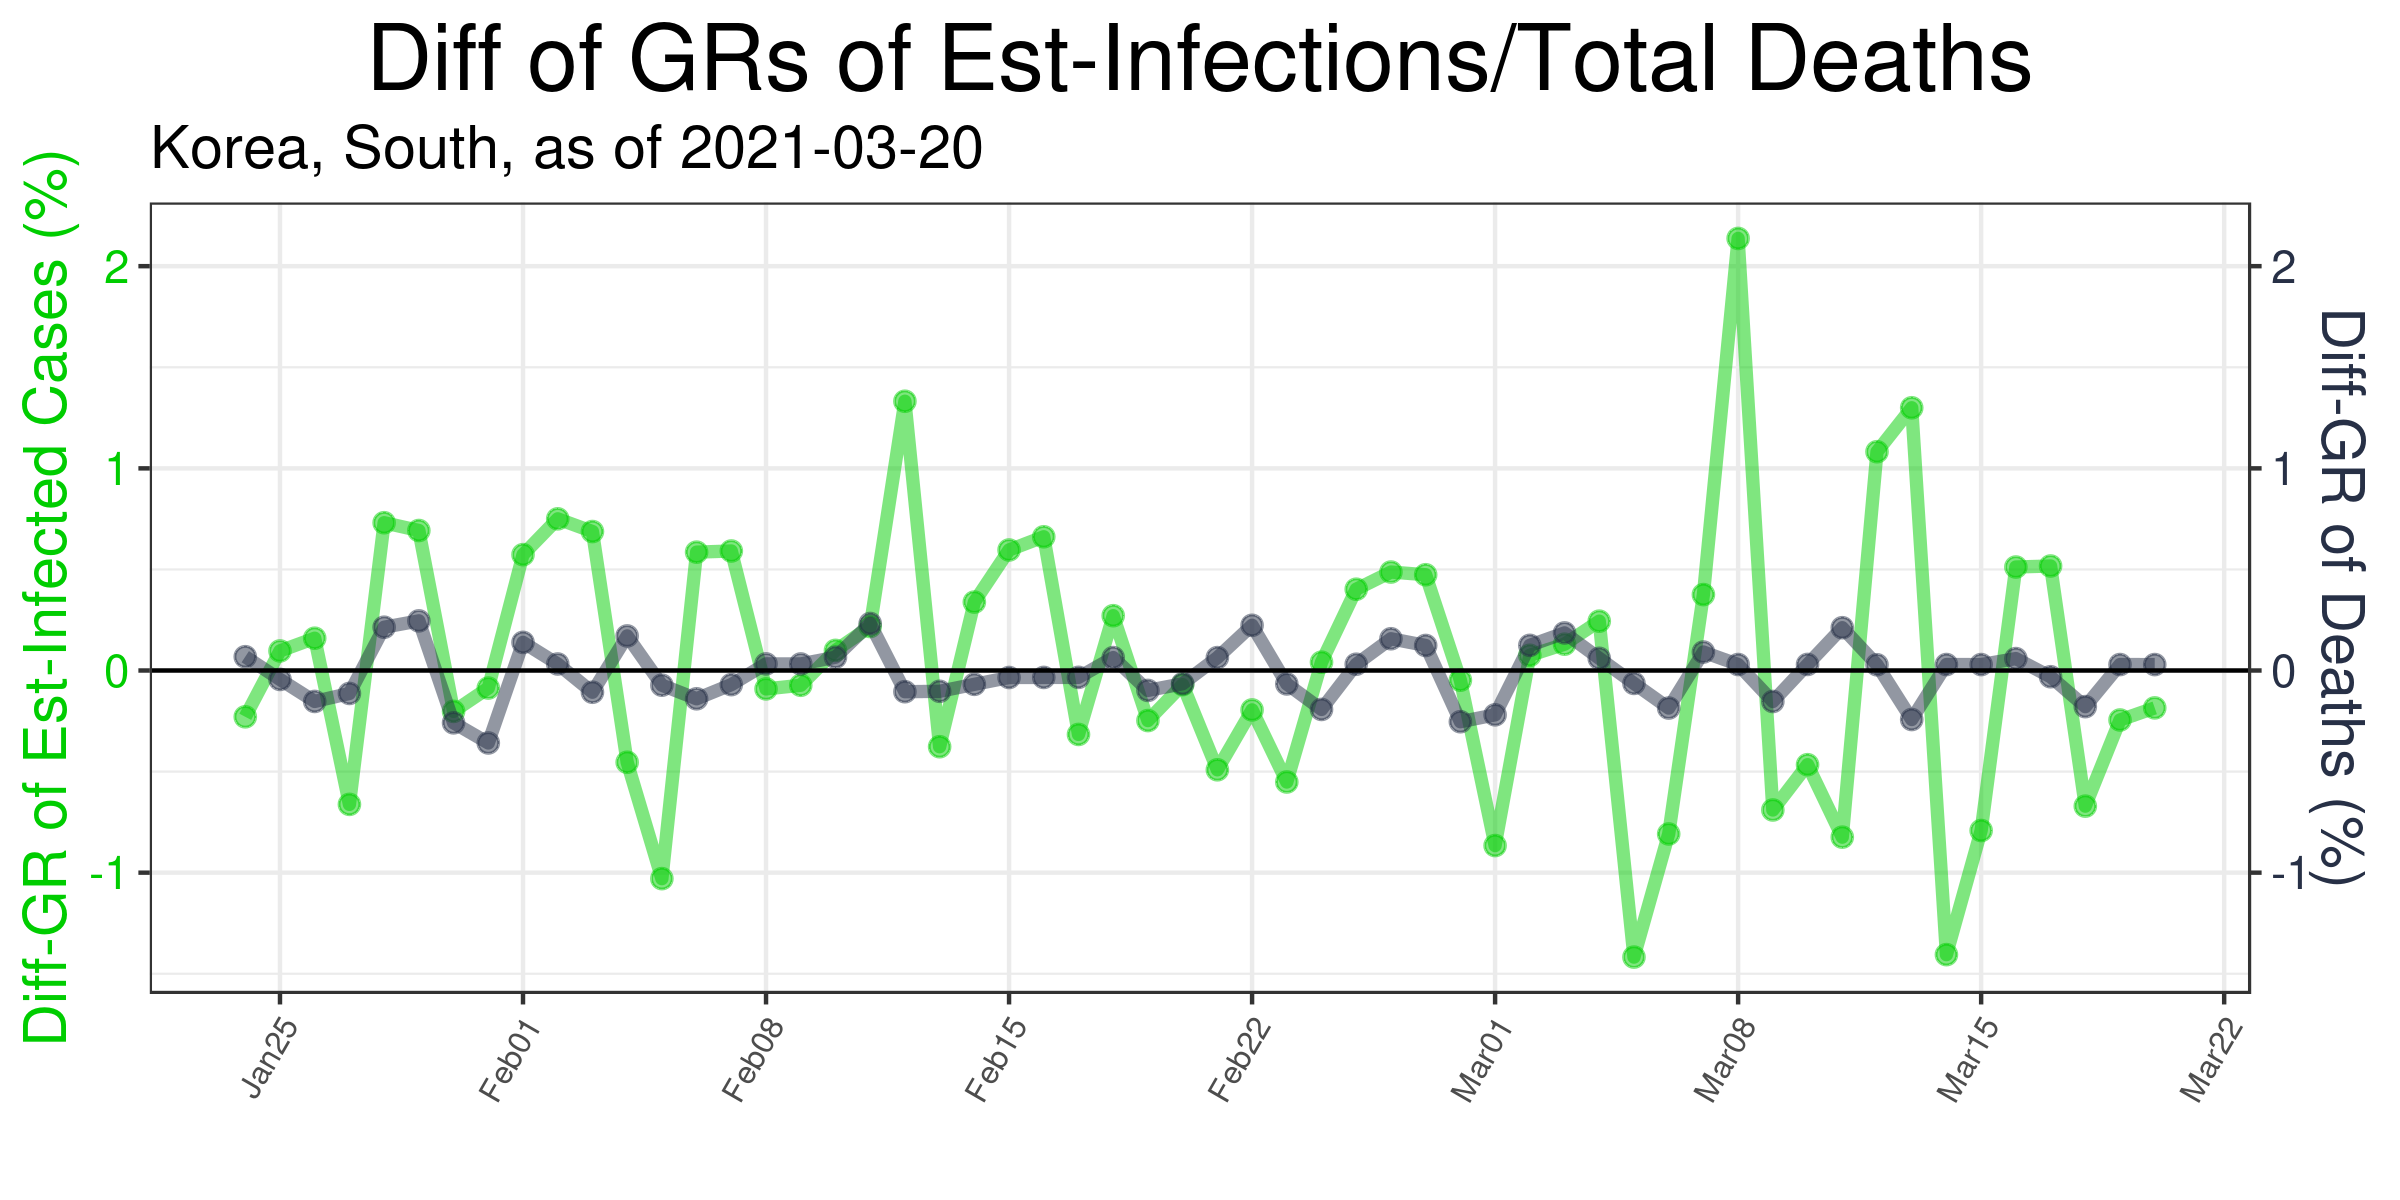 Diff of GRs of Est-Infections/Total Deaths
Korea, South, as of 2021-03-20
Diff-GR of Est-Infected Cases (%)
2
1
0
-1
2
1
0
-1
Diff-GR of Deaths (%)
Jan25
Feb01
Feb08
Feb15
Feb22
Mar01
Mar08
Mar15
Mar22